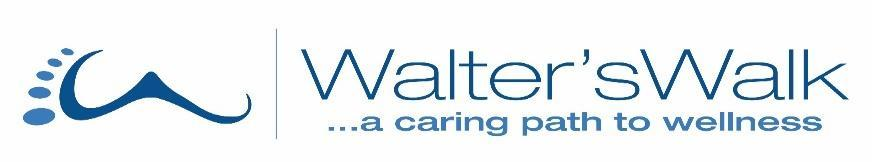 Walter'sWalk
...a caring path to wellness